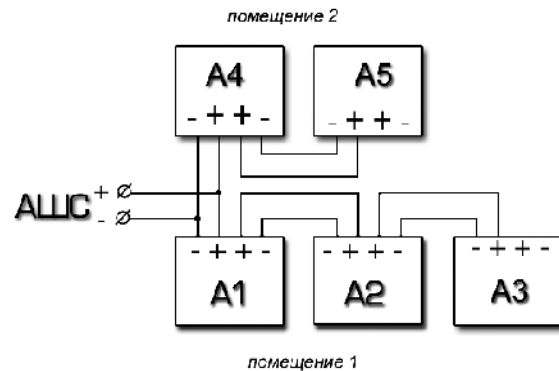 помещение 2
A4 A5
- + + - - + + -
АШС + -
- + + - - + + - - + + -
A1 A2 A3
помещение 1